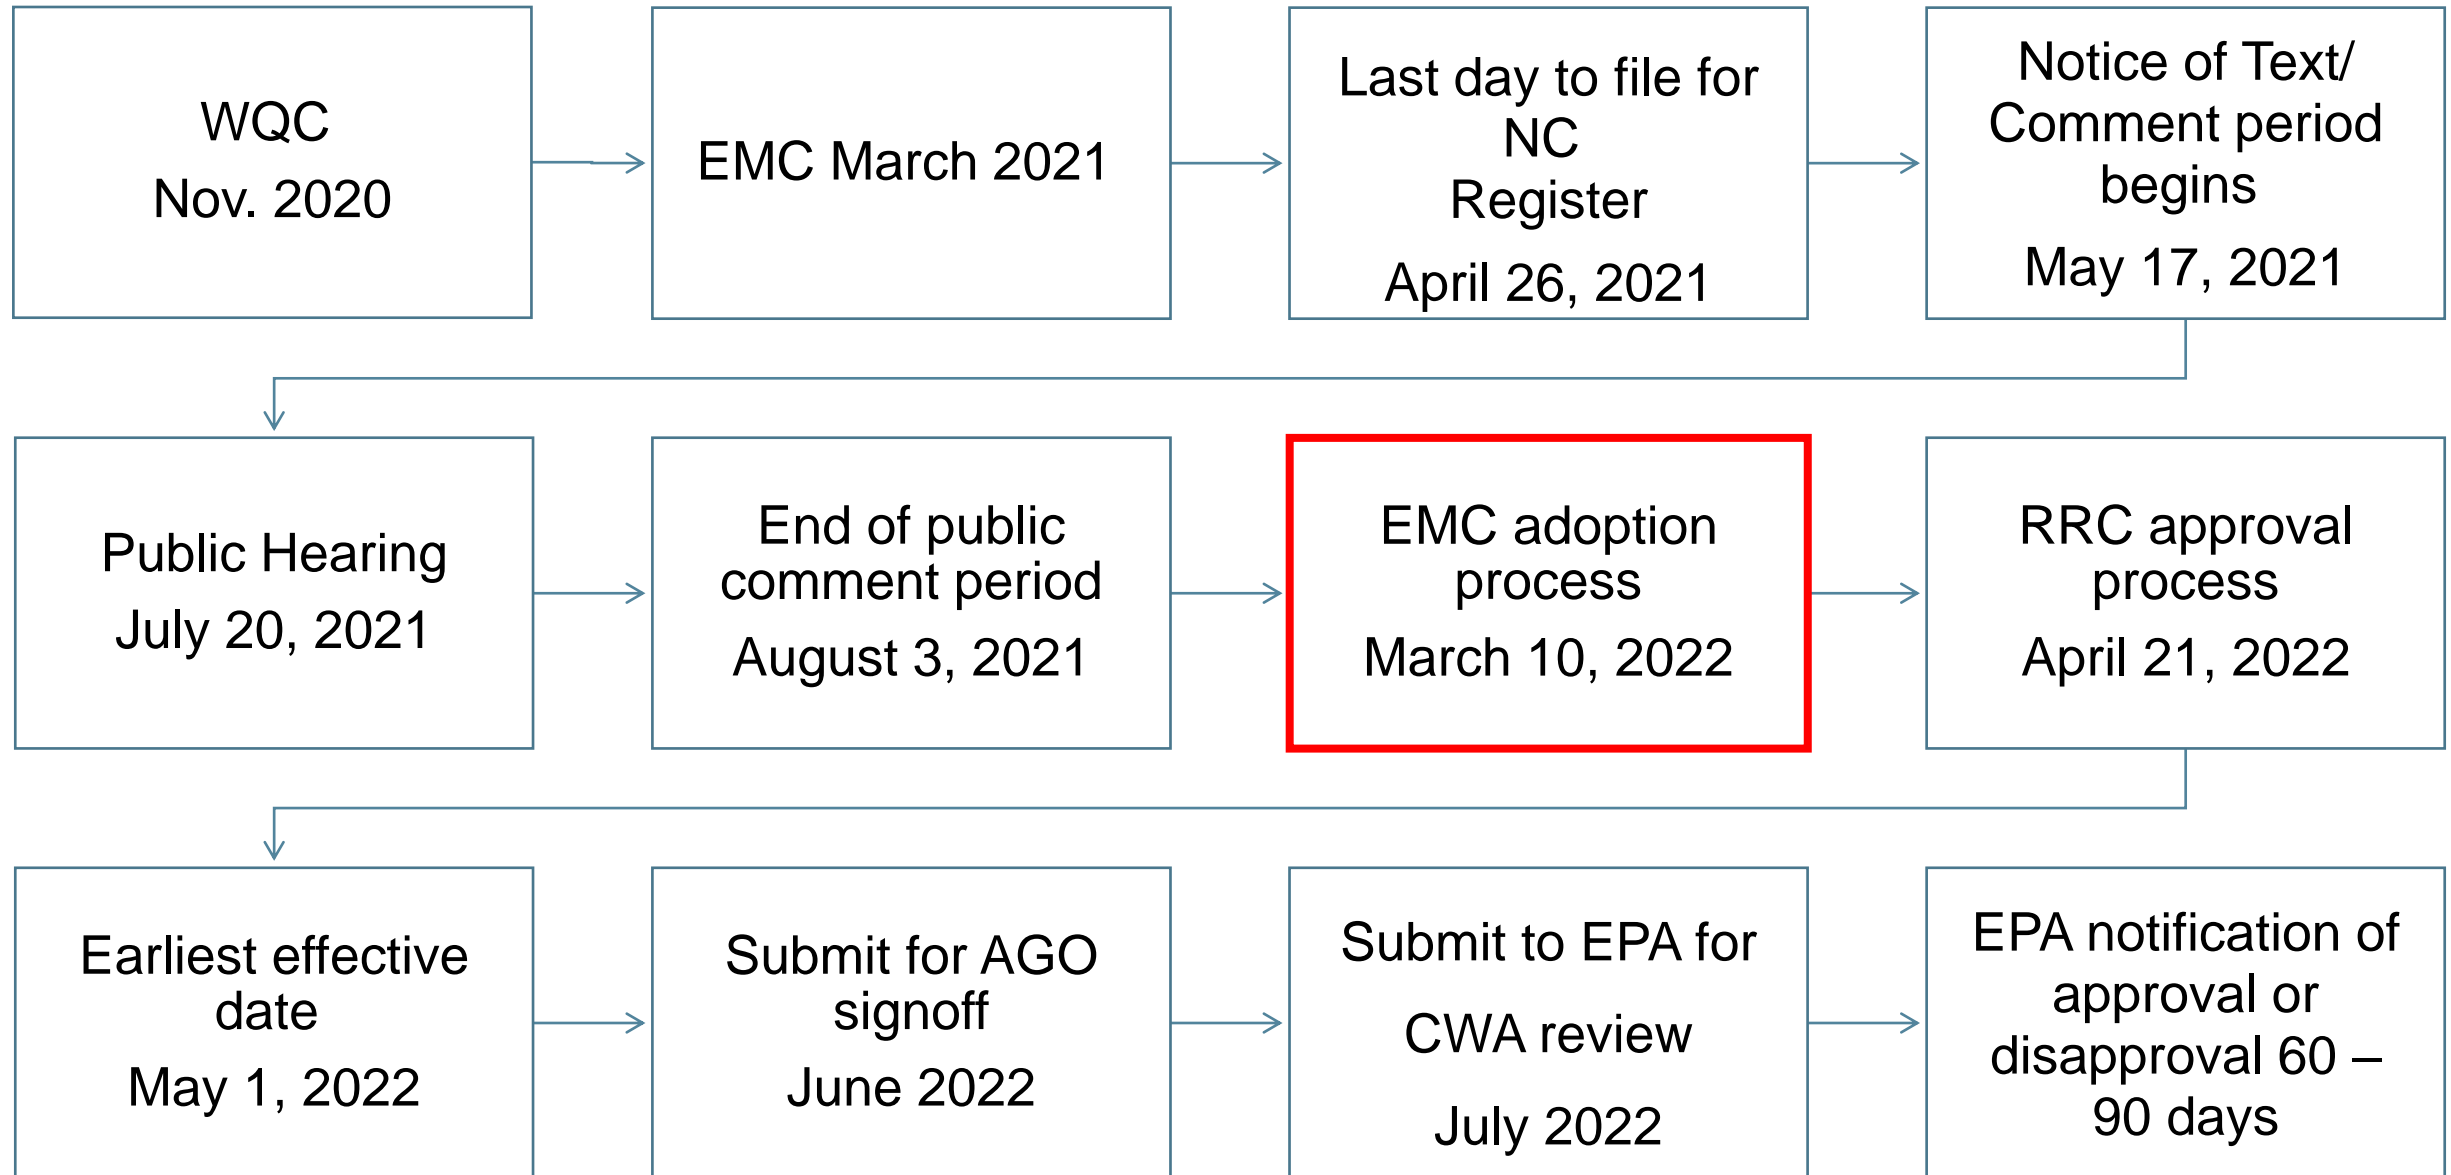 WQC
Nov. 2020
EMC March 2021
Last day to file for
NC
Register
April 26, 2021
Notice of Text/
Comment period
begins
May 17, 2021
Public Hearing
July 20, 2021
End of public
comment period
August 3, 2021
EMC adoption
process
March 10, 2022
RRC approval
process
April 21, 2022
Earliest effective
date
May 1, 2022
Submit for AGO
signoff
June 2022
Submit to EPA for
CWA review
July 2022
EPA notification of
approval or
disapproval 60 –
90 days